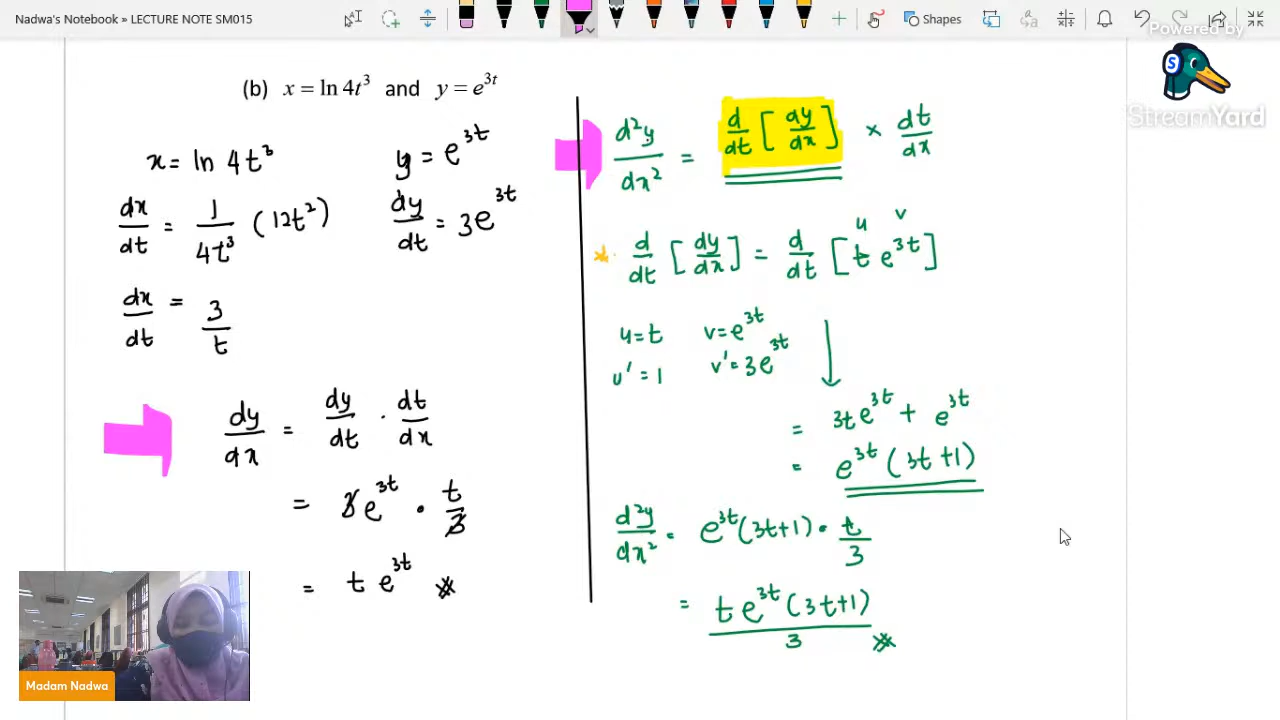 Nadwa's Notebook » LECTURE NOTE SM015
Shapes
Powered by
StreamYard
(b) x = ln 4t³ and y = e^{3t}
x = ln 4t³
y = e^{3t}
dx/dt = 1/4t³ (12t²)
dy/dt = 3e^{3t}
dx/dt = 3/t
dy/dx = dy/dt · dt/dx
= 3e^{3t} · t/3
= t e^{3t} ※
d²y/dx² = d/dt [dy/dx] × dt/dx
* d/dt [dy/dx] = d/dt [t e^{3t}]
u v
u = t v = e^{3t}
u' = 1 v' = 3e^{3t}
= 3te^{3t} + e^{3t}
= e^{3t} (3t+1)
d²y/dx² = e^{3t}(3t+1) · t/3
= t e^{3t} (3t+1)/3 ※
Madam Nadwa